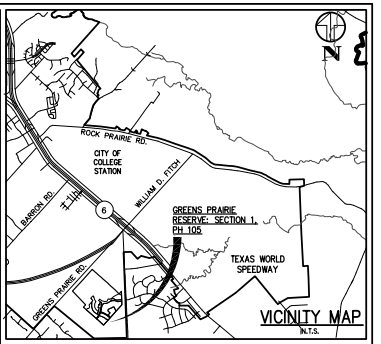 N
ROCK PRAIRIE RD.
CITY OF
COLLEGE
STATION
WILLIAM D. FITCH
BARRON RD.
6
GREENS PRAIRIE
RESERVE: SECTION 1,
PH 105
GREENS PRAIRIE RD.
TEXAS WORLD
SPEEDWAY
VICINITY MAP
N.T.S.